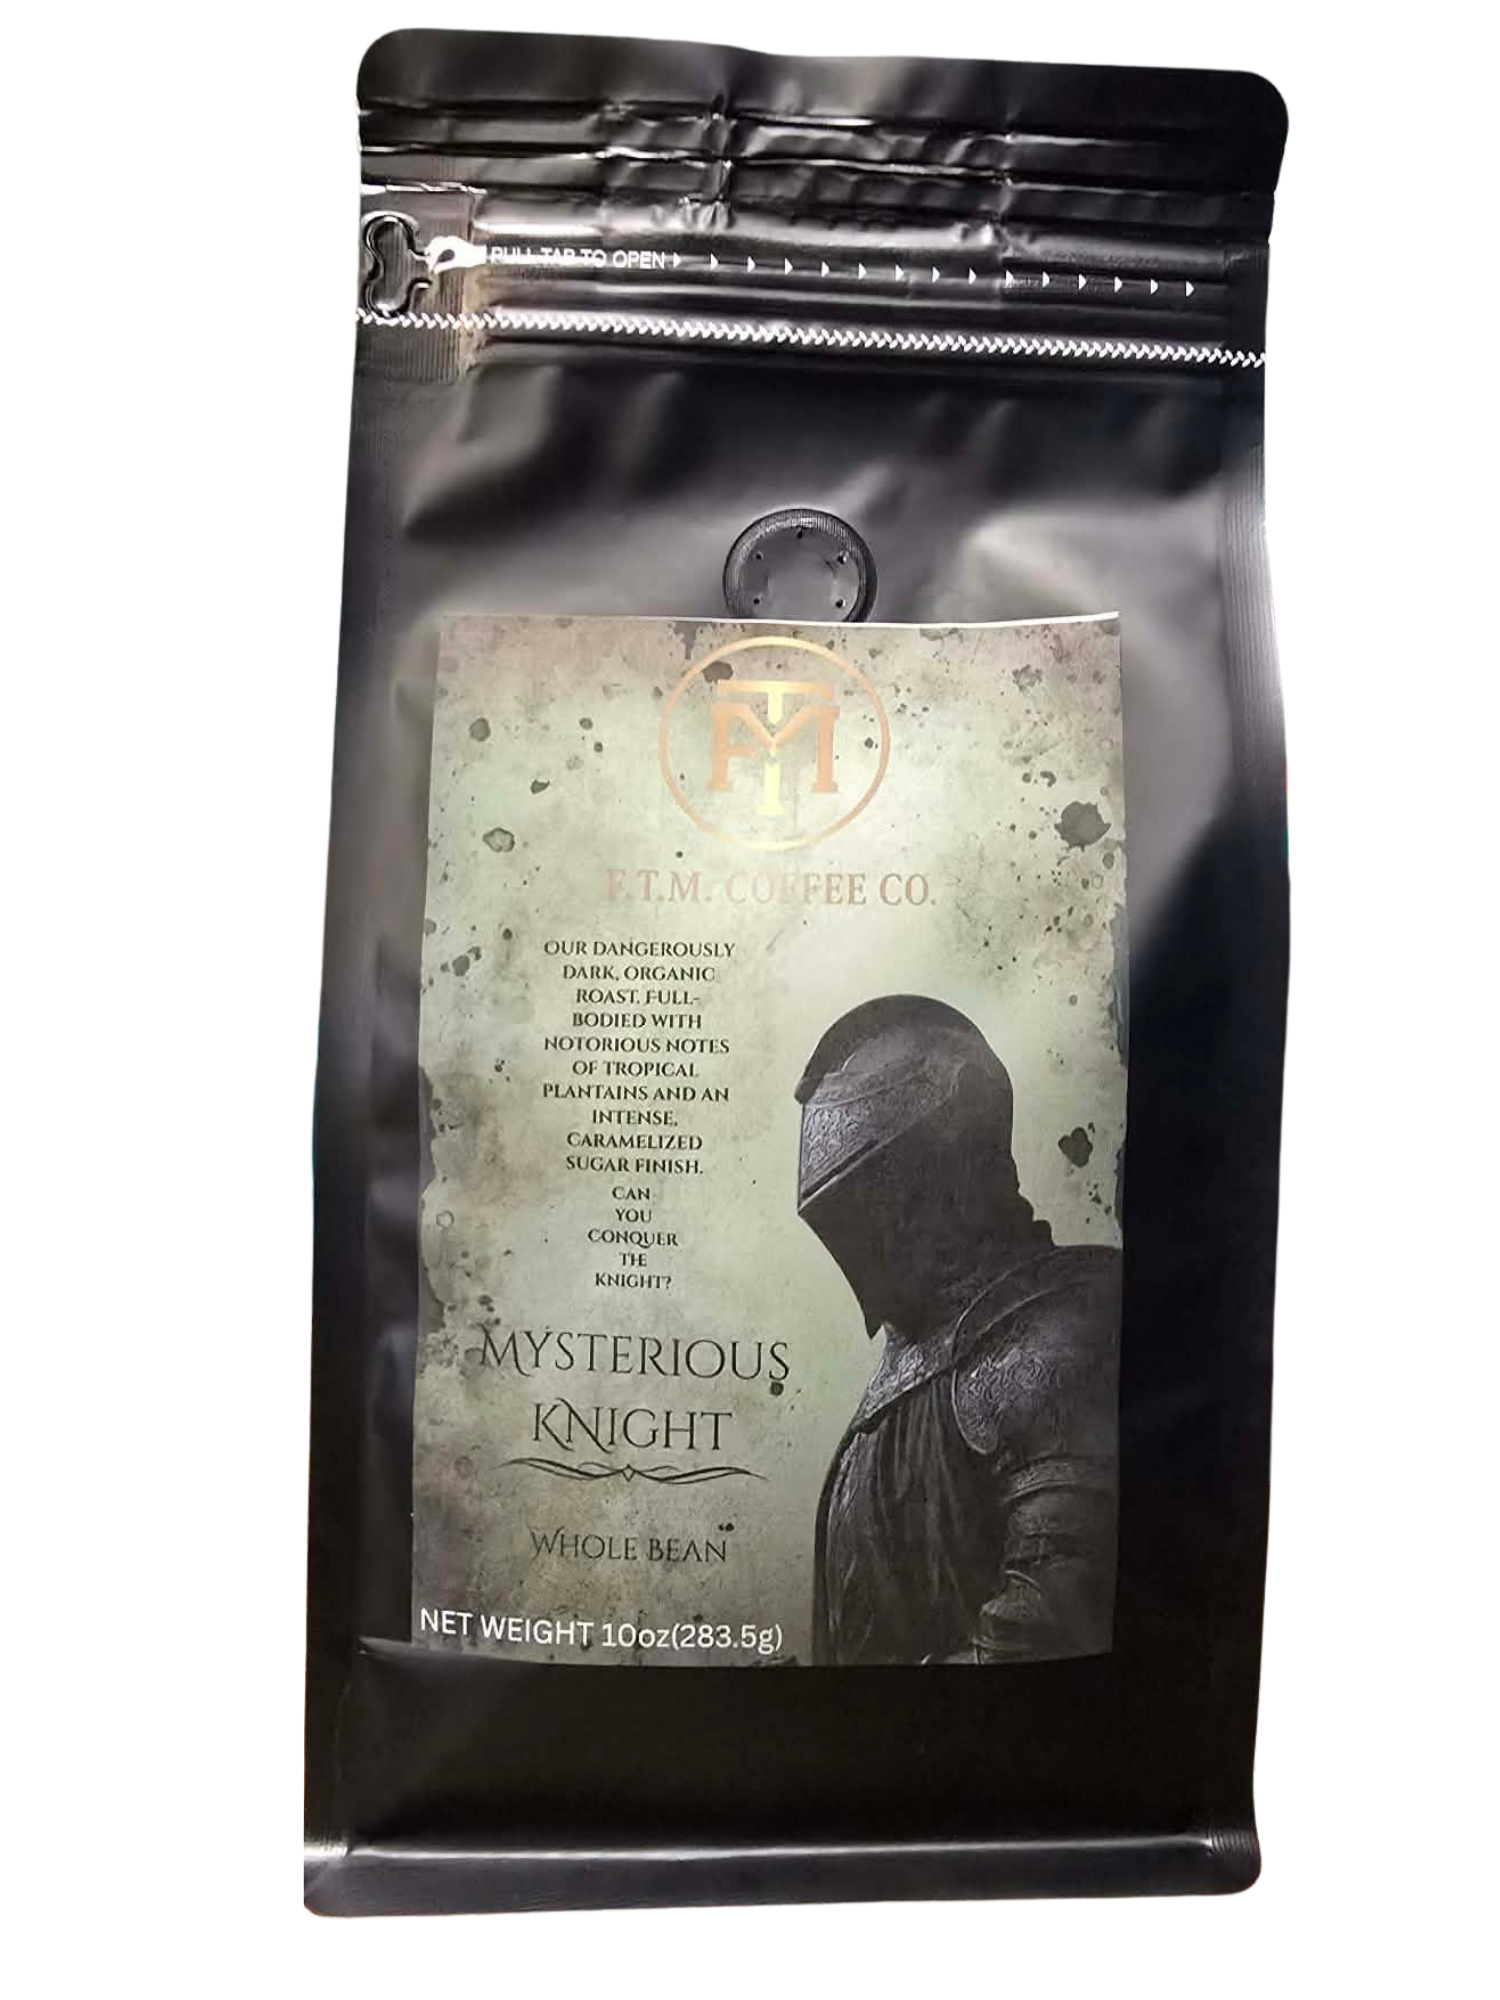 PULL TAB TO OPEN
FTM
F.T.M. COFFEE CO.
OUR DANGEROUSLY
DARK, ORGANIC
ROAST. FULL-
BODIED WITH
NOTORIOUS NOTES
OF TROPICAL
PLANTAINS AND AN
INTENSE,
CARAMELIZED
SUGAR FINISH.
CAN
YOU
CONQUER
THE
KNIGHT?
MYSTERIOUS
KNIGHT
WHOLE BEAN
NET WEIGHT 10oz(283.5g)